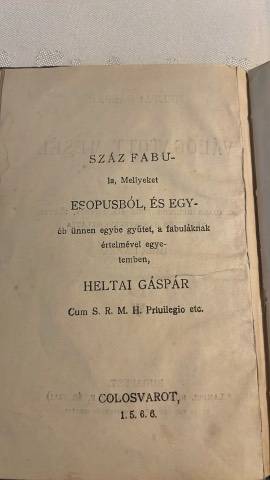 SZÁZ FABU-
la, Mellyeket
ESOPUSBÓL, ÉS EGY-
éb ünnen egybe gyűtet, a fabuláknak
értelmével egye-
temben,
HELTAI GÁSPÁR
Cum S. R. M. H. Priuilegio etc.
COLOSVAROT,
1. 5. 6. 6.